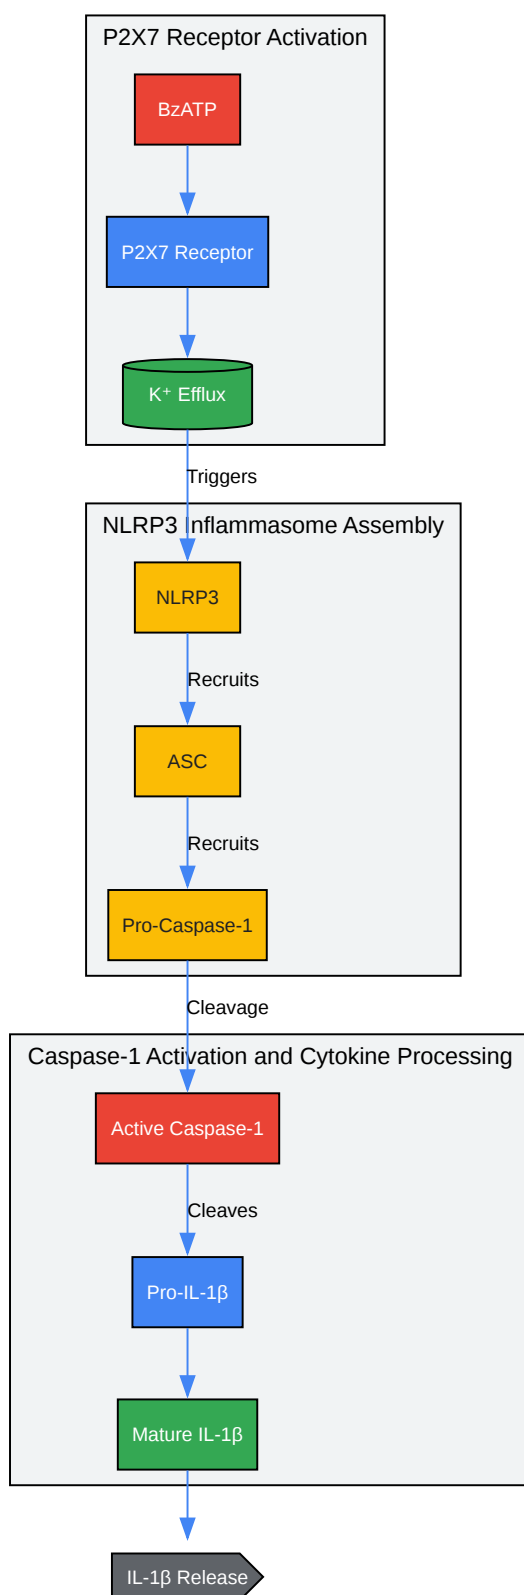 P2X7 Receptor Activation
BzATP
P2X7 Receptor
K⁺ Efflux
Triggers
NLRP3 Inflammasome Assembly
NLRP3
Recruits
ASC
Recruits
Pro-Caspase-1
Cleavage
Caspase-1 Activation and Cytokine Processing
Active Caspase-1
Cleaves
Pro-IL-1β
Mature IL-1β
IL-1β Release